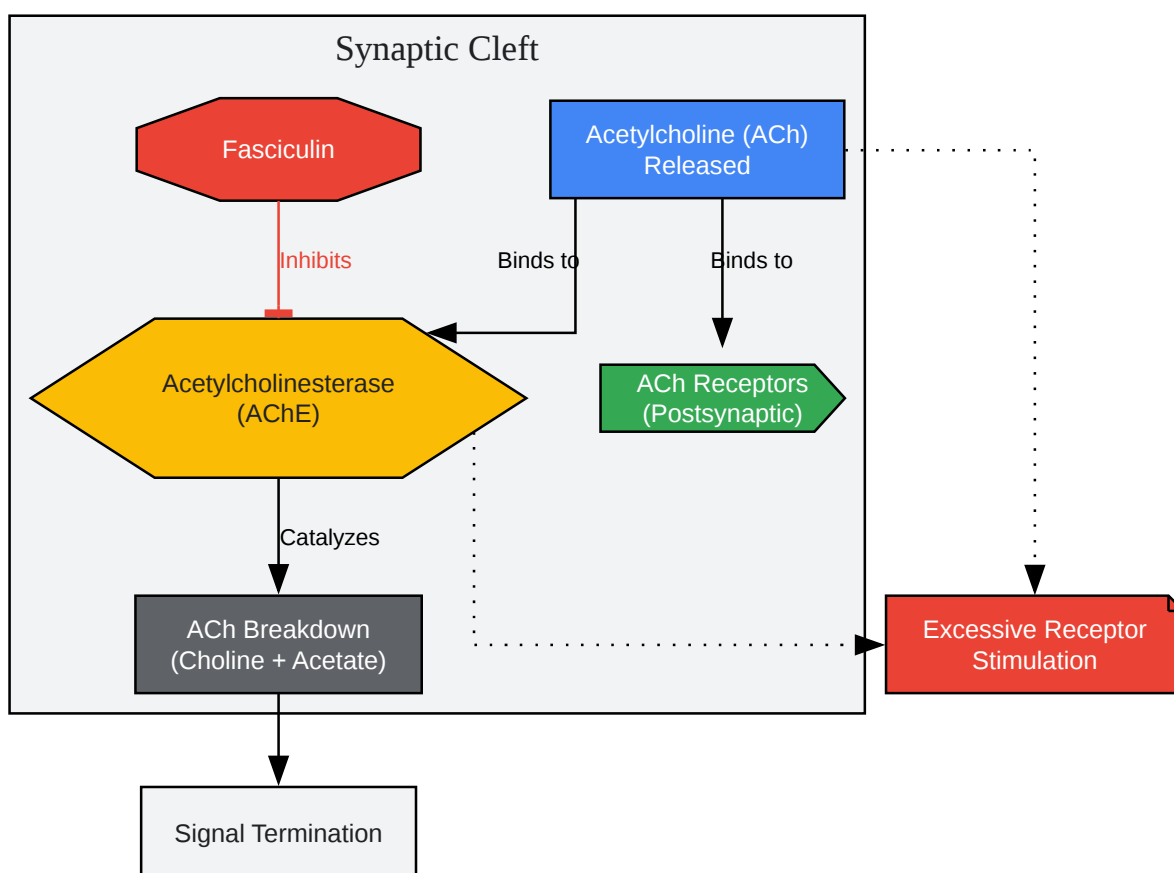 Synaptic Cleft
Fasciculin
Acetylcholine (ACh)
Released
Inhibits
Binds to
Binds to
Acetylcholinesterase
(AChE)
ACh Receptors
(Postsynaptic)
Catalyzes
ACh Breakdown
(Choline + Acetate)
Excessive Receptor
Stimulation
Signal Termination